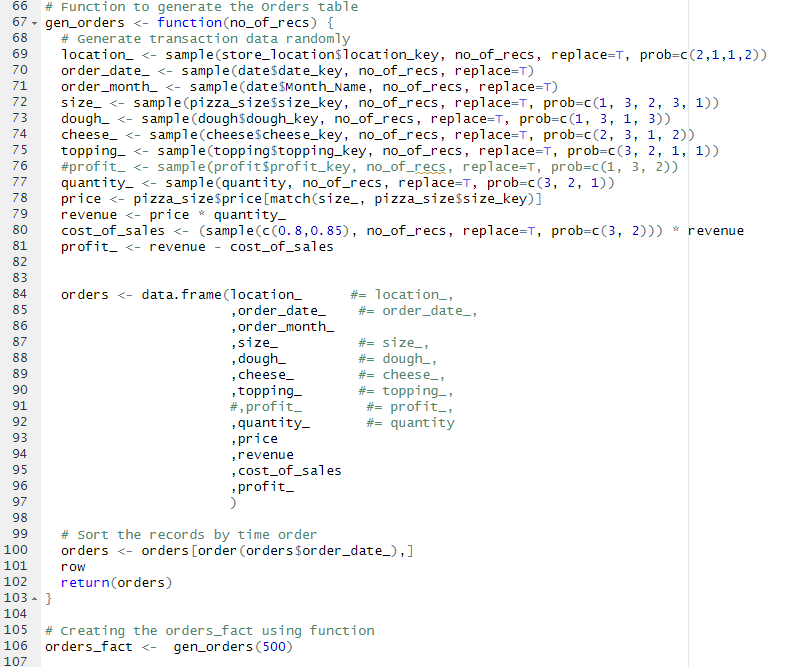 66 # Function to generate the Orders table
67 gen_orders <- function(no_of_recs) {
68 # Generate transaction data randomly
69 location_ <- sample(store_location$location_key, no_of_recs, replace=T, prob=c(2,1,1,2))
70 order_date_ <- sample(date$date_key, no_of_recs, replace=T)
71 order_month_ <- sample(date$Month_Name, no_of_recs, replace=T)
72 size_ <- sample(pizza_size$size_key, no_of_recs, replace=T, prob=c(1, 3, 2, 3, 1))
73 dough_ <- sample(dough$dough_key, no_of_recs, replace=T, prob=c(1, 3, 1, 3))
74 cheese_ <- sample(cheese$cheese_key, no_of_recs, replace=T, prob=c(2, 3, 1, 2))
75 topping_ <- sample(topping$topping_key, no_of_recs, replace=T, prob=c(3, 2, 1, 1))
76 #profit_ <- sample(profit$profit_key, no_of_recs, replace=T, prob=c(1, 3, 2))
77 quantity_ <- sample(quantity, no_of_recs, replace=T, prob=c(3, 2, 1))
78 price <- pizza_size$price[match(size_, pizza_size$size_key)]
79 revenue <- price * quantity_
80 cost_of_sales <- (sample(c(0.8,0.85), no_of_recs, replace=T, prob=c(3, 2))) * revenue
81 profit_ <- revenue - cost_of_sales
82
83
84 orders <- data.frame(location_ #= location_,
85 ,order_date_ #= order_date_,
86 ,order_month_
87 ,size_ #= size_,
88 ,dough_ #= dough_,
89 ,cheese_ #= cheese_,
90 ,topping_ #= topping_,
91 #,profit_ #= profit_,
92 ,quantity_ #= quantity
93 ,price
94 ,revenue
95 ,cost_of_sales
96 ,profit_
97 )
98
99 # Sort the records by time order
100 orders <- orders[order(orders$order_date_),]
101 row
102 return(orders)
103 }
104
105 # Creating the orders_fact using function
106 orders_fact <- gen_orders(500)
107